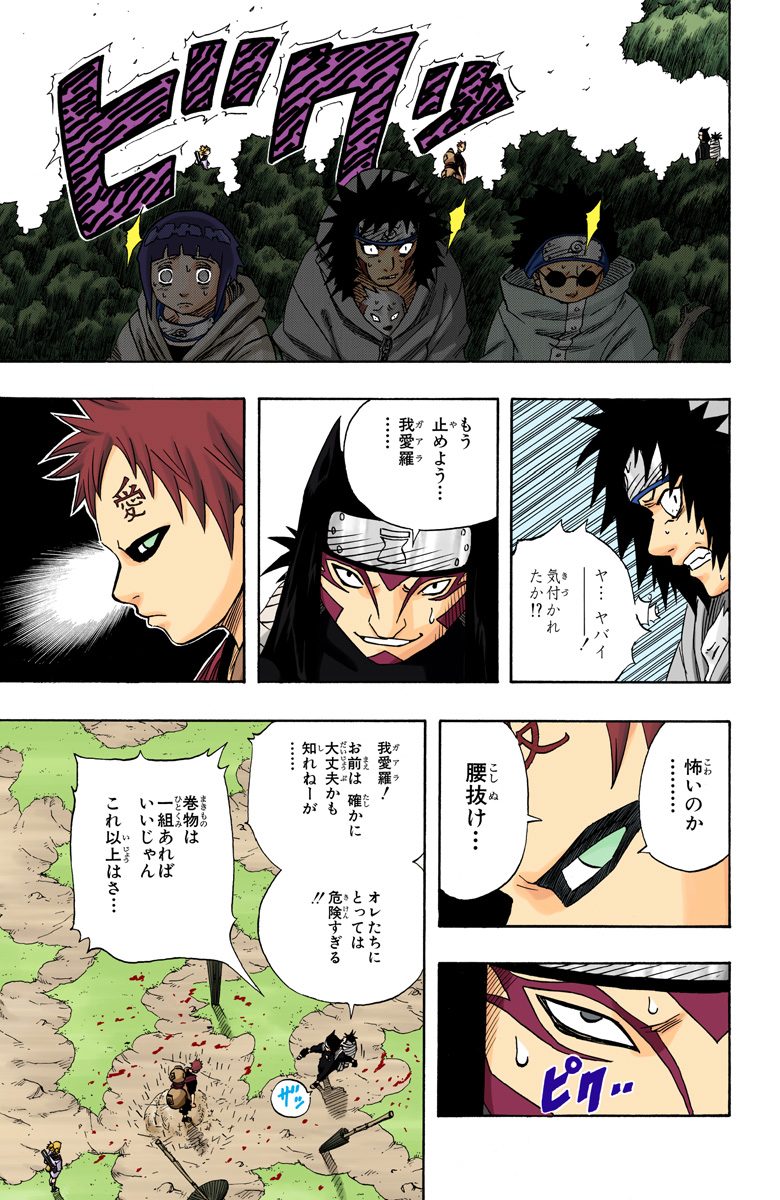 ビクッ
ヤ…ヤバイ
――！
気付かれ
たか!?
もう
止めよう…
我愛羅
……
愛
怖いのか
………
腰抜け…
ピク‥
我愛羅！
お前は 確かに
大丈夫かも
知れねーが
……
オレたちに
とっては
危険すぎる
!!
巻物は
一組あれば
いいじゃん
これ以上はさ…
ザッ